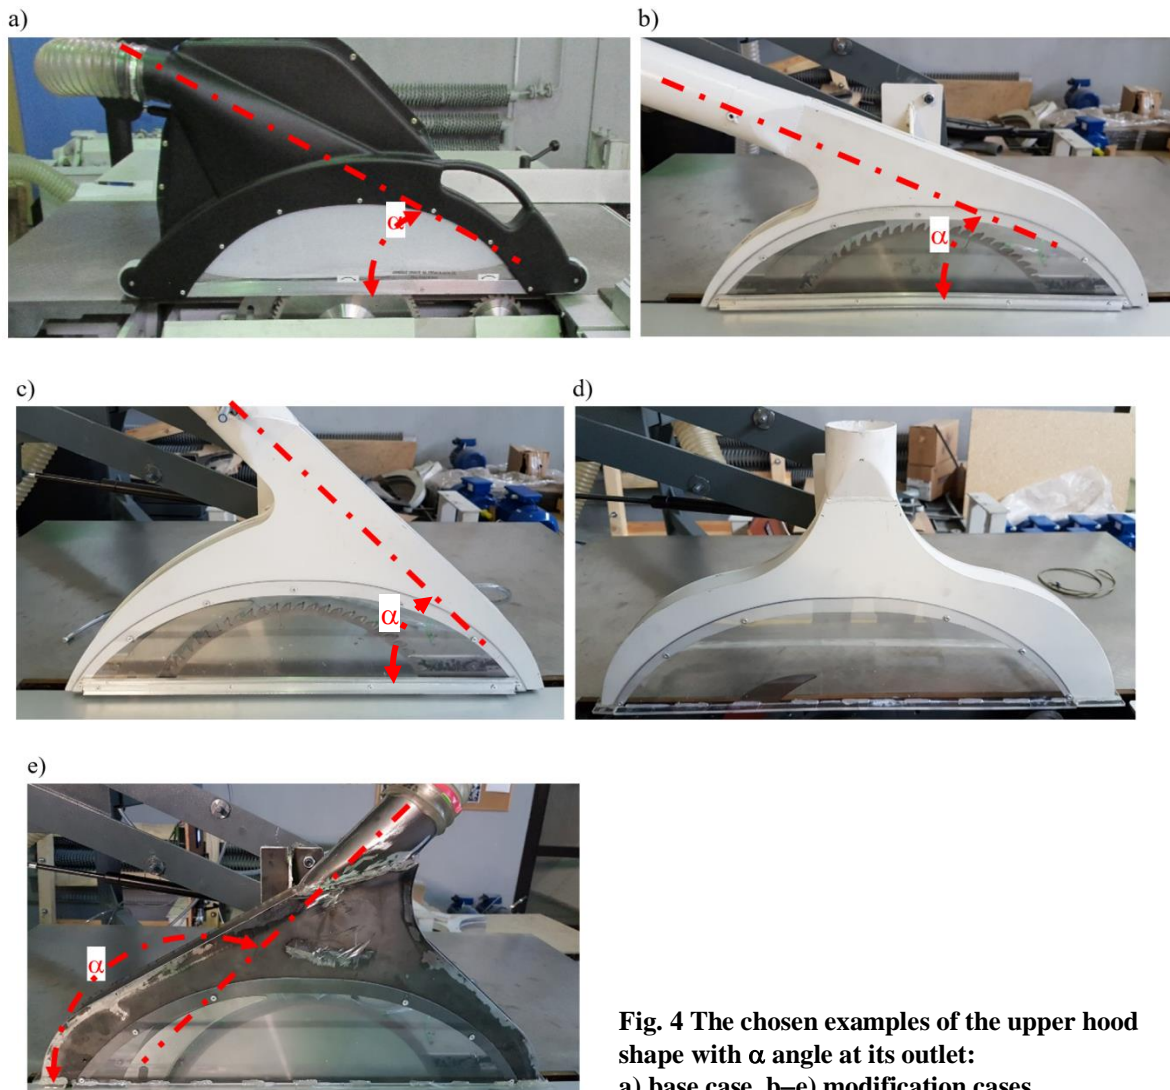 a)
b)
α
α
c)
d)
α
e)
α
Fig. 4 The chosen examples of the upper hood
shape with α angle at its outlet:
a) base case, b–e) modification cases